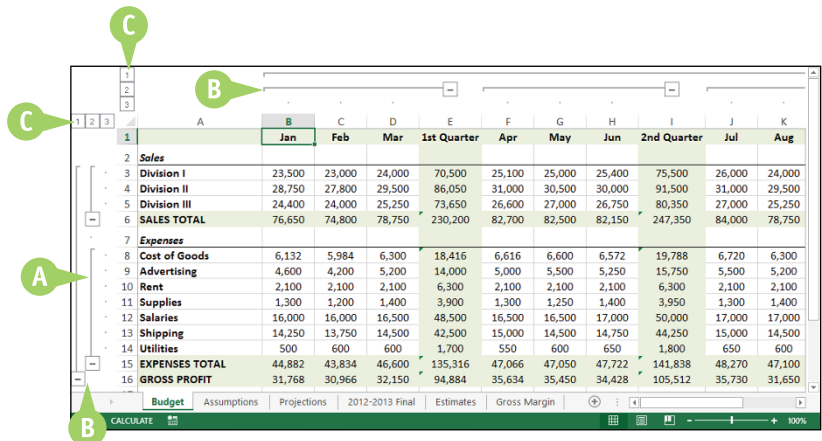 C
1
B
2
3
C
1 2 3
A B C D E F G H I J K
1 Jan Feb Mar 1st Quarter Apr May Jun 2nd Quarter Jul Aug
2 Sales
3 Division I 23,500 23,000 24,000 70,500 25,100 25,000 25,400 75,500 26,000 24,000
4 Division II 28,750 27,800 29,500 86,050 31,000 30,500 30,000 91,500 31,000 29,500
5 Division III 24,400 24,000 25,250 73,650 26,600 27,000 26,750 80,350 27,000 25,250
6 SALES TOTAL 76,650 74,800 78,750 230,200 82,700 82,500 82,150 247,350 84,000 78,750
7 Expenses
8 Cost of Goods 6,132 5,984 6,300 18,416 6,616 6,600 6,572 19,788 6,720 6,300
A
9 Advertising 4,600 4,200 5,200 14,000 5,000 5,500 5,250 15,750 5,500 5,200
10 Rent 2,100 2,100 2,100 6,300 2,100 2,100 2,100 6,300 2,100 2,100
11 Supplies 1,300 1,200 1,400 3,900 1,300 1,250 1,400 3,950 1,300 1,400
12 Salaries 16,000 16,000 16,500 48,500 16,500 16,500 17,000 50,000 17,000 17,000
13 Shipping 14,250 13,750 14,500 42,500 15,000 14,500 14,750 44,250 15,000 14,500
14 Utilities 500 600 600 1,700 550 600 650 1,800 650 600
15 EXPENSES TOTAL 44,882 43,834 46,600 135,316 47,066 47,050 47,722 141,838 48,270 47,100
16 GROSS PROFIT 31,768 30,966 32,150 94,884 35,634 35,450 34,428 105,512 35,730 31,650
Budget Assumptions Projections 2012-2013 Final Estimates Gross Margin
B
CALCULATE 100%